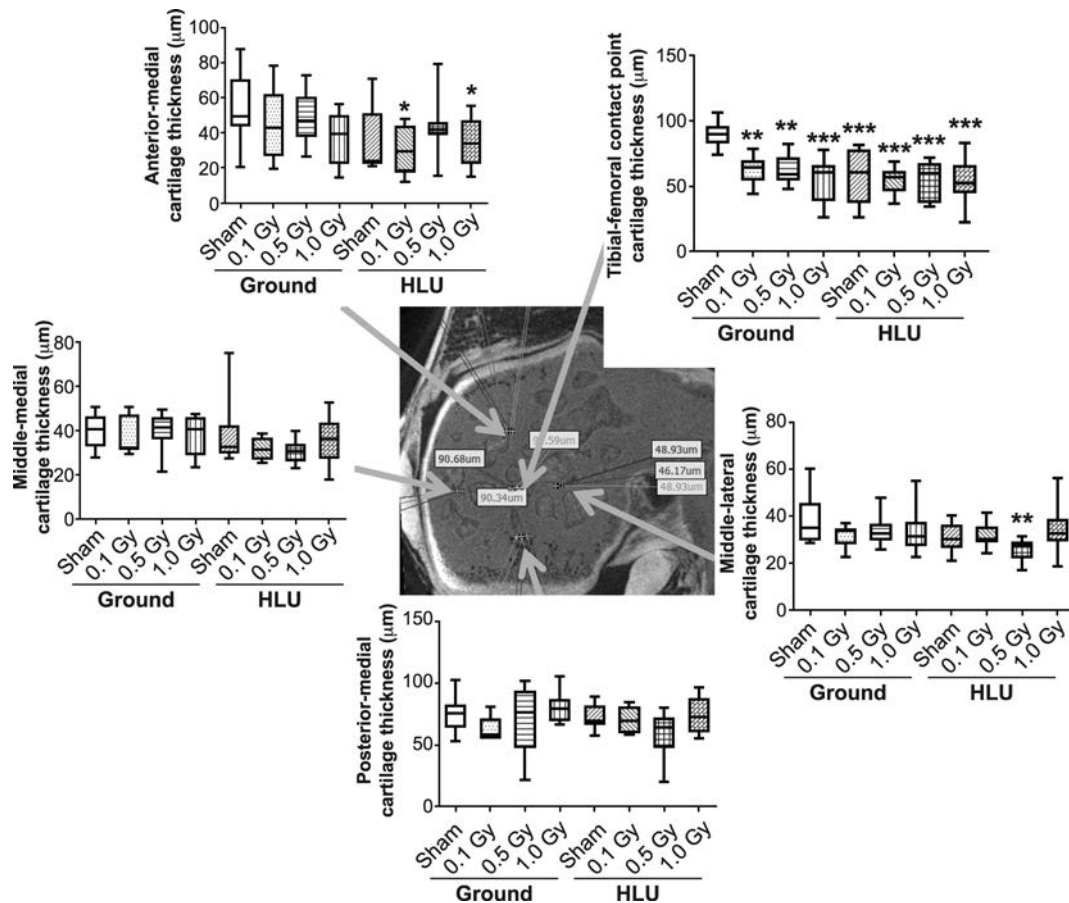 Anterior-medial
cartilage thickness (μm)
100
80
60
40
20
0
*
*
Sham
0.1 Gy
0.5 Gy
1.0 Gy
Sham
0.1 Gy
0.5 Gy
1.0 Gy
Ground
HLU
Tibial-femoral contact point
cartilage thickness (μm)
150
100
50
0
**
**
***
***
***
***
***
Sham
0.1 Gy
0.5 Gy
1.0 Gy
Sham
0.1 Gy
0.5 Gy
1.0 Gy
Ground
HLU
Middle-medial
cartilage thickness (μm)
80
60
40
20
0
Sham
0.1 Gy
0.5 Gy
1.0 Gy
Sham
0.1 Gy
0.5 Gy
1.0 Gy
Ground
HLU
90.68um
.59um
90.34um
48.93um
46.17um
48.93um
Middle-lateral
cartilage thickness (μm)
80
60
40
20
0
**
Sham
0.1 Gy
0.5 Gy
1.0 Gy
Sham
0.1 Gy
0.5 Gy
1.0 Gy
Ground
HLU
Posterior-medial
cartilage thickness (μm)
150
100
50
0
Sham
0.1 Gy
0.5 Gy
1.0 Gy
Sham
0.1 Gy
0.5 Gy
1.0 Gy
Ground
HLU